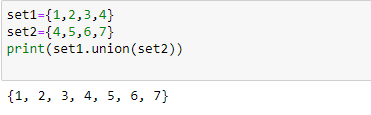 set1={1,2,3,4}
set2={4,5,6,7}
print(set1.union(set2))
{1, 2, 3, 4, 5, 6, 7}